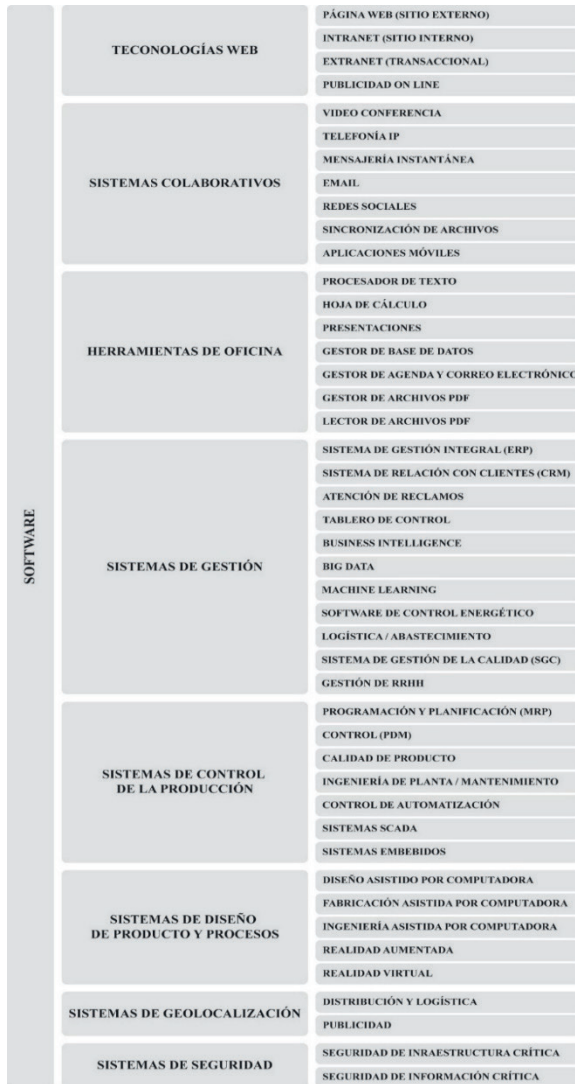 SOFTWARE
TECONOLOGÍAS WEB
PÁGINA WEB (SITIO EXTERNO)
INTRANET (SITIO INTERNO)
EXTRANET (TRANSACCIONAL)
PUBLICIDAD ON LINE
SISTEMAS COLABORATIVOS
VIDEO CONFERENCIA
TELEFONÍA IP
MENSAJERÍA INSTANTÁNEA
EMAIL
REDES SOCIALES
SINCRONIZACIÓN DE ARCHIVOS
APLICACIONES MÓVILES
HERRAMIENTAS DE OFICINA
PROCESADOR DE TEXTO
HOJA DE CÁLCULO
PRESENTACIONES
GESTOR DE BASE DE DATOS
GESTOR DE AGENDA Y CORREO ELECTRÓNICO
GESTOR DE ARCHIVOS PDF
LECTOR DE ARCHIVOS PDF
SISTEMAS DE GESTIÓN
SISTEMA DE GESTIÓN INTEGRAL (ERP)
SISTEMA DE RELACIÓN CON CLIENTES (CRM)
ATENCIÓN DE RECLAMOS
TABLERO DE CONTROL
BUSINESS INTELLIGENCE
BIG DATA
MACHINE LEARNING
SOFTWARE DE CONTROL ENERGÉTICO
LOGÍSTICA / ABASTECIMIENTO
SISTEMA DE GESTIÓN DE LA CALIDAD (SGC)
GESTIÓN DE RRHH
SISTEMAS DE CONTROL
DE LA PRODUCCIÓN
PROGRAMACIÓN Y PLANIFICACIÓN (MRP)
CONTROL (PDM)
CALIDAD DE PRODUCTO
INGENIERÍA DE PLANTA / MANTENIMIENTO
CONTROL DE AUTOMATIZACIÓN
SISTEMAS SCADA
SISTEMAS EMBEBIDOS
SISTEMAS DE DISEÑO
DE PRODUCTO Y PROCESOS
DISEÑO ASISTIDO POR COMPUTADORA
FABRICACIÓN ASISTIDA POR COMPUTADORA
INGENIERÍA ASISTIDA POR COMPUTADORA
REALIDAD AUMENTADA
REALIDAD VIRTUAL
SISTEMAS DE GEOLOCALIZACIÓN
DISTRIBUCIÓN Y LOGÍSTICA
PUBLICIDAD
SISTEMAS DE SEGURIDAD
SEGURIDAD DE INRAESTRUCTURA CRÍTICA
SEGURIDAD DE INFORMACIÓN CRÍTICA